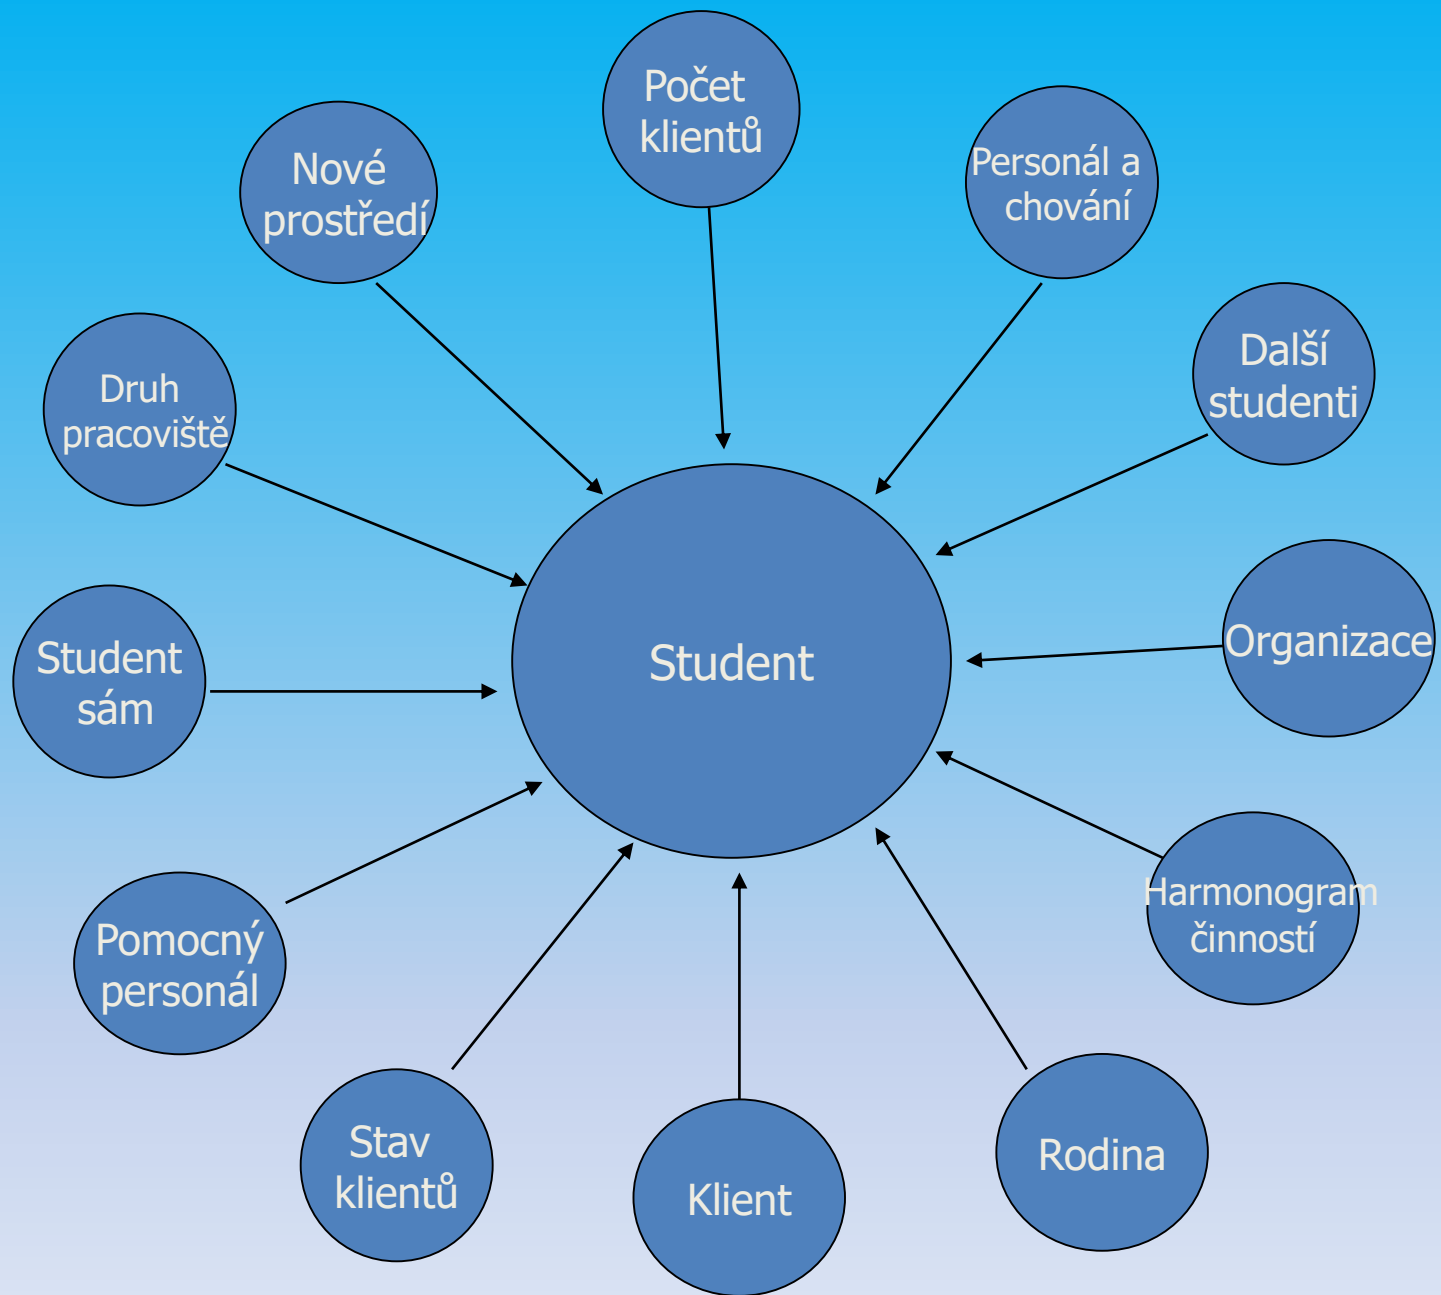 Počet
klientů
Nové
prostředí
Personál a
chování
Další
studenti
Druh
pracoviště
Organizace
Student
sám
Student
Harmonogram
činností
Pomocný
personál
Rodina
Stav
klientů
Klient